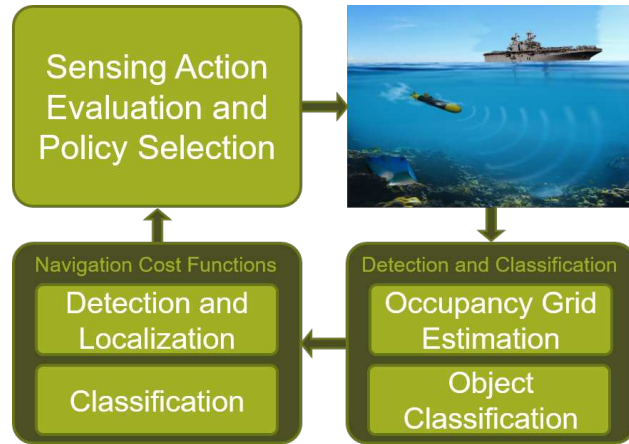 Sensing Action
Evaluation and
Policy Selection
Navigation Cost Functions
Detection and
Localization
Classification
Detection and Classification
Occupancy Grid
Estimation
Object
Classification